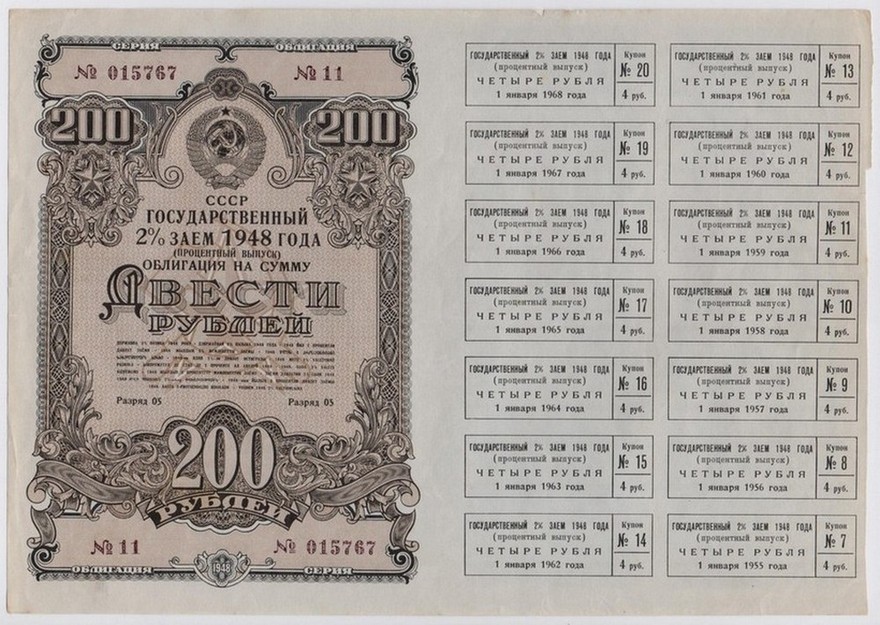 СЕРИЯ ОБЛИГАЦИЯ
№ 015767 № 11
200 200
СССР
ГОСУДАРСТВЕННЫЙ
2% ЗАЕМ 1948 ГОДА
(ПРОЦЕНТНЫЙ ВЫПУСК)
ОБЛИГАЦИЯ НА СУММУ
ДВЕСТИ
РУБЛЕЙ
Разряд 05 Разряд 05
200
РУБЛЕЙ
№ 11 № 015767
ОБЛИГАЦИЯ 1948 СЕРИЯ
ГОСУДАРСТВЕННЫЙ 2% ЗАЕМ 1948 ГОДА
(процентный выпуск)
ЧЕТЫРЕ РУБЛЯ
1 января 1968 года
Купон
№ 20
4 руб.
ГОСУДАРСТВЕННЫЙ 2% ЗАЕМ 1948 ГОДА
(процентный выпуск)
ЧЕТЫРЕ РУБЛЯ
1 января 1961 года
Купон
№ 13
4 руб.
ГОСУДАРСТВЕННЫЙ 2% ЗАЕМ 1948 ГОДА
(процентный выпуск)
ЧЕТЫРЕ РУБЛЯ
1 января 1967 года
Купон
№ 19
4 руб.
ГОСУДАРСТВЕННЫЙ 2% ЗАЕМ 1948 ГОДА
(процентный выпуск)
ЧЕТЫРЕ РУБЛЯ
1 января 1960 года
Купон
№ 12
4 руб.
ГОСУДАРСТВЕННЫЙ 2% ЗАЕМ 1948 ГОДА
(процентный выпуск)
ЧЕТЫРЕ РУБЛЯ
1 января 1966 года
Купон
№ 18
4 руб.
ГОСУДАРСТВЕННЫЙ 2% ЗАЕМ 1948 ГОДА
(процентный выпуск)
ЧЕТЫРЕ РУБЛЯ
1 января 1959 года
Купон
№ 11
4 руб.
ГОСУДАРСТВЕННЫЙ 2% ЗАЕМ 1948 ГОДА
(процентный выпуск)
ЧЕТЫРЕ РУБЛЯ
1 января 1965 года
Купон
№ 17
4 руб.
ГОСУДАРСТВЕННЫЙ 2% ЗАЕМ 1948 ГОДА
(процентный выпуск)
ЧЕТЫРЕ РУБЛЯ
1 января 1958 года
Купон
№ 10
4 руб.
ГОСУДАРСТВЕННЫЙ 2% ЗАЕМ 1948 ГОДА
(процентный выпуск)
ЧЕТЫРЕ РУБЛЯ
1 января 1964 года
Купон
№ 16
4 руб.
ГОСУДАРСТВЕННЫЙ 2% ЗАЕМ 1948 ГОДА
(процентный выпуск)
ЧЕТЫРЕ РУБЛЯ
1 января 1957 года
Купон
№ 9
4 руб.
ГОСУДАРСТВЕННЫЙ 2% ЗАЕМ 1948 ГОДА
(процентный выпуск)
ЧЕТЫРЕ РУБЛЯ
1 января 1963 года
Купон
№ 15
4 руб.
ГОСУДАРСТВЕННЫЙ 2% ЗАЕМ 1948 ГОДА
(процентный выпуск)
ЧЕТЫРЕ РУБЛЯ
1 января 1956 года
Купон
№ 8
4 руб.
ГОСУДАРСТВЕННЫЙ 2% ЗАЕМ 1948 ГОДА
(процентный выпуск)
ЧЕТЫРЕ РУБЛЯ
1 января 1962 года
Купон
№ 14
4 руб.
ГОСУДАРСТВЕННЫЙ 2% ЗАЕМ 1948 ГОДА
(процентный выпуск)
ЧЕТЫРЕ РУБЛЯ
1 января 1955 года
Купон
№ 7
4 руб.